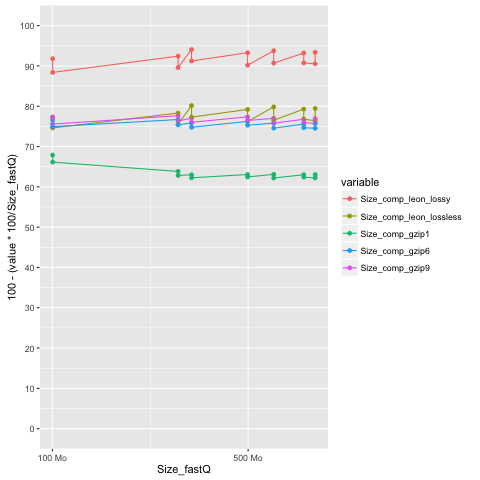 100 - (value * 100/Size_fastQ)
100
90
80
70
60
50
40
30
20
10
0
100 Mo
500 Mo
Size_fastQ
variable
Size_comp_leon_lossy
Size_comp_leon_lossless
Size_comp_gzip1
Size_comp_gzip6
Size_comp_gzip9